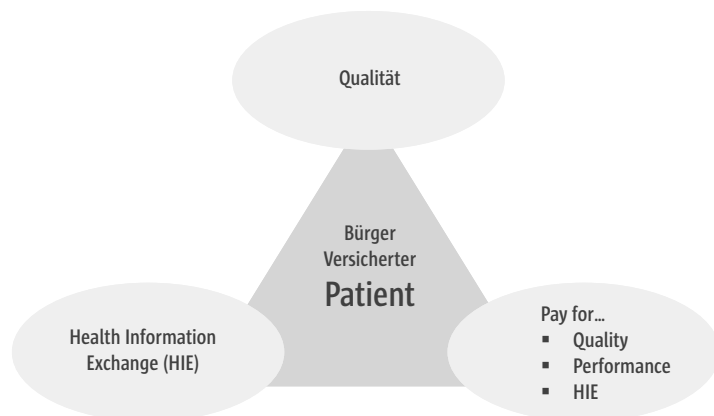 Qualität
Bürger
Versicherter
Patient
Health Information
Exchange (HIE)
Pay for...
▪ Quality
▪ Performance
▪ HIE